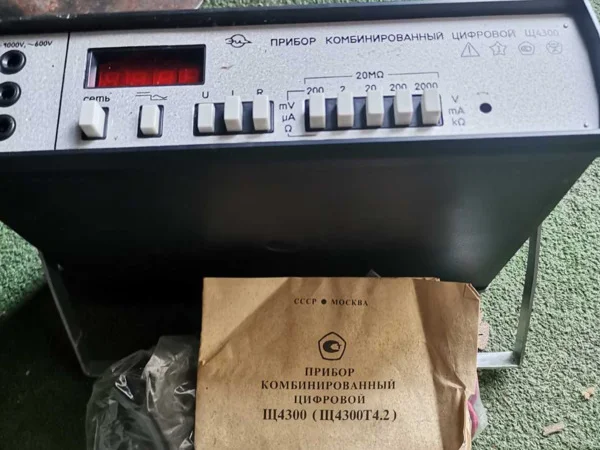 1000V, ~600V
ПРИБОР КОМБИНИРОВАННЫЙ ЦИФРОВОЙ Щ4300
сеть
U I R
20MΩ
200 2 20 200 2000
mV
μA
Ω
V
mA
kΩ
СССР • МОСКВА
ПРИБОР
КОМБИНИРОВАННЫЙ
ЦИФРОВОЙ
Щ4300 (Щ4300Т4.2)